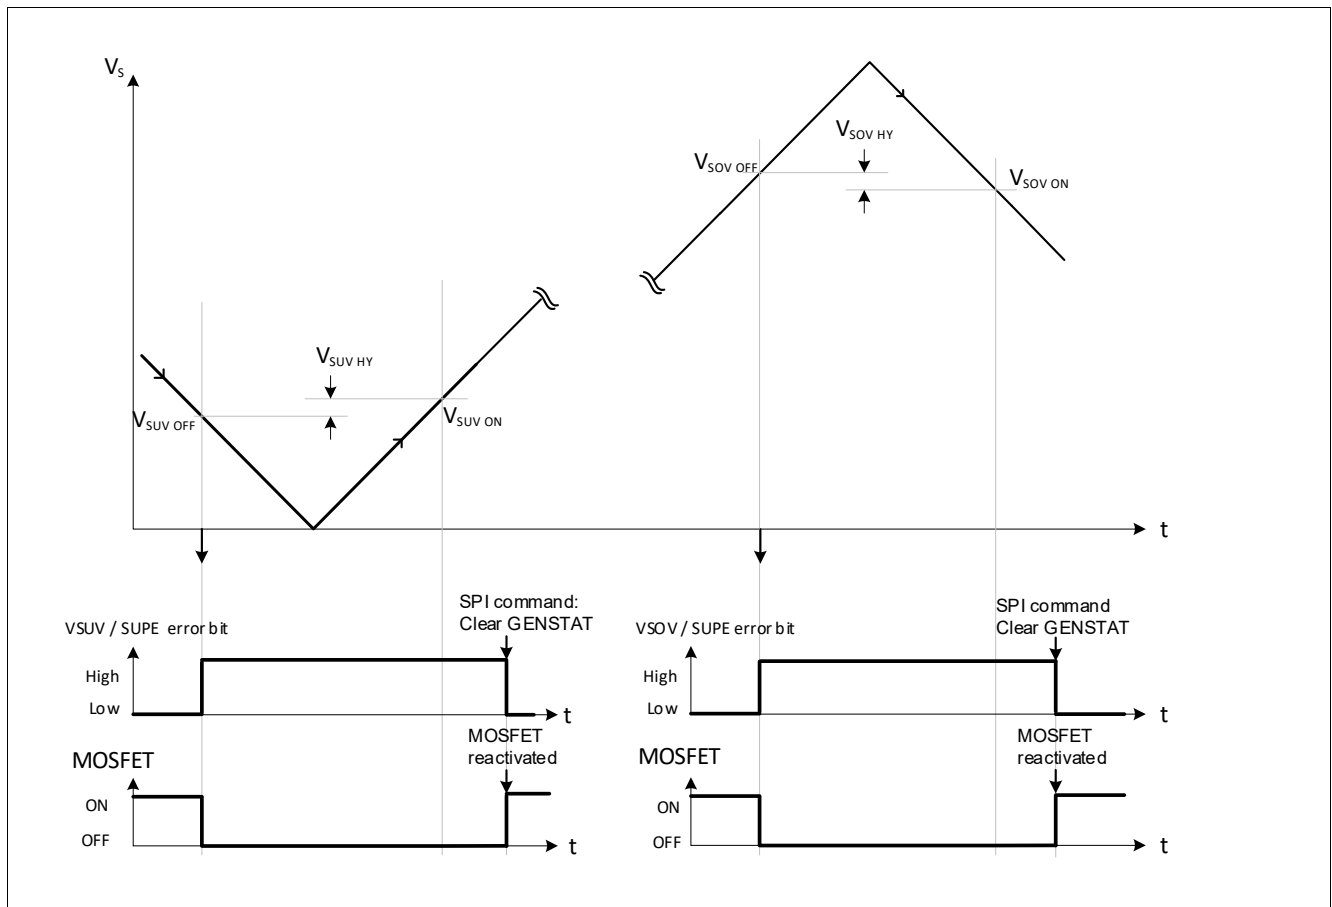 VS
VSOV HY
VSOV OFF
VSOV ON
VSUV HY
VSUV OFF
VSUV ON
t
SPI command:
Clear GENSTAT
VSUV / SUPE error bit
High
Low
t
MOSFET
reactivated
MOSFET
ON
OFF
t
SPI command
Clear GENSTAT
VSOV / SUPE error bit
High
Low
t
MOSFET
reactivated
MOSFET
ON
OFF
t